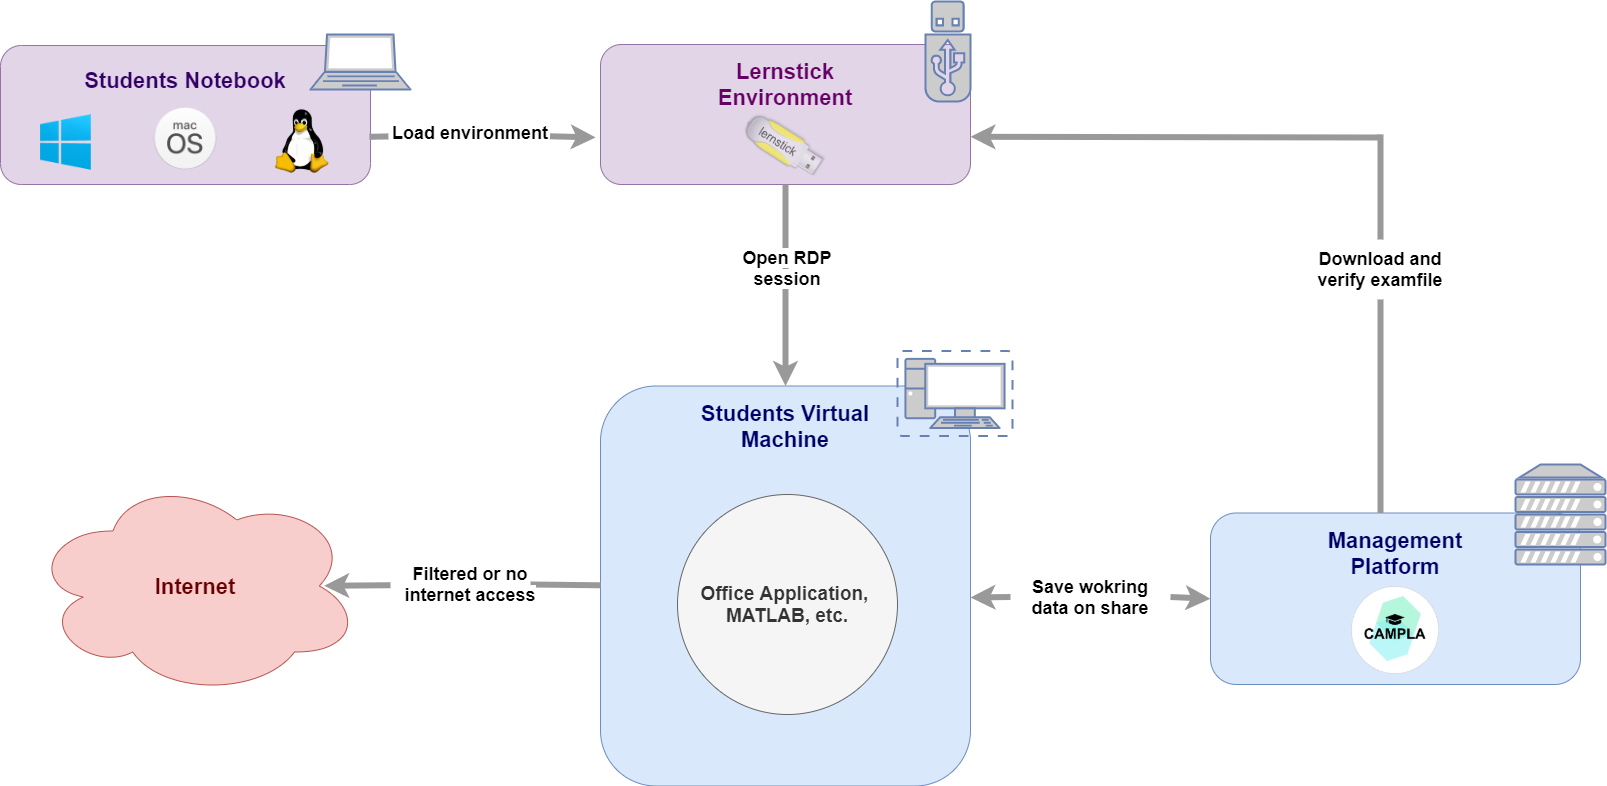 Students Notebook
mac
OS
Load environment
Lernstick
Environment
lernstick
Open RDP
session
Download and
verify examfile
Students Virtual
Machine
Office Application,
MATLAB, etc.
Filtered or no
internet access
Internet
Save wokring
data on share
Management
Platform
CAMPLA